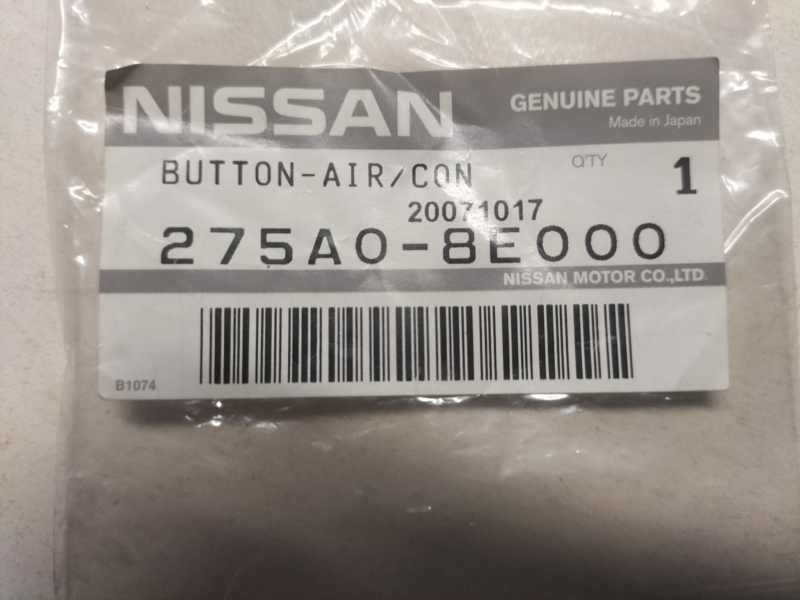 NISSAN
GENUINE PARTS
Made in Japan
BUTTON-AIR/CON
Q'TY
1
20071017
275A0-8E000
NISSAN MOTOR CO.,LTD.
B1074